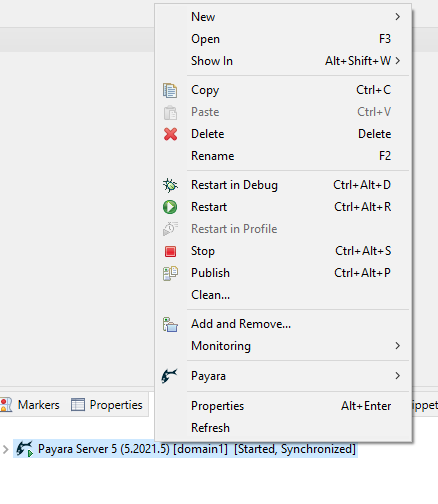 New
Open F3
Show In Alt+Shift+W
Copy Ctrl+C
Paste Ctrl+V
Delete Delete
Rename F2
Restart in Debug Ctrl+Alt+D
Restart Ctrl+Alt+R
Restart in Profile
Stop Ctrl+Alt+S
Publish Ctrl+Alt+P
Clean...
Add and Remove...
Monitoring
Payara
Properties Alt+Enter
Refresh
Markers Properties ippet
Payara Server 5 (5.2021.5) [domain1] [Started, Synchronized]